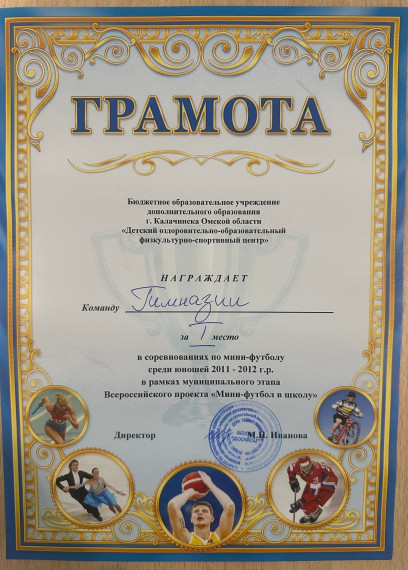 ГРАМОТА
Бюджетное образовательное учреждение
дополнительного образования
г. Калачинска Омской области
«Детский оздоровительно-образовательный
физкультурно-спортивный центр»
НАГРАЖДАЕТ
Команду Гимназии
за I место
в соревнованиях по мини-футболу
среди юношей 2011 - 2012 г.р.
в рамках муниципального этапа
Всероссийского проекта «Мини-футбол в школу»
Директор М.П. Иванова